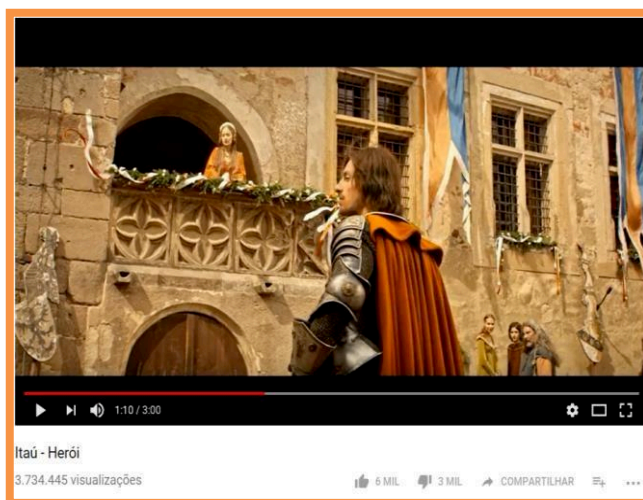 1:10 / 3:00
Itaú - Herói
3.734.445 visualizações
6 MIL 3 MIL COMPARTILHAR